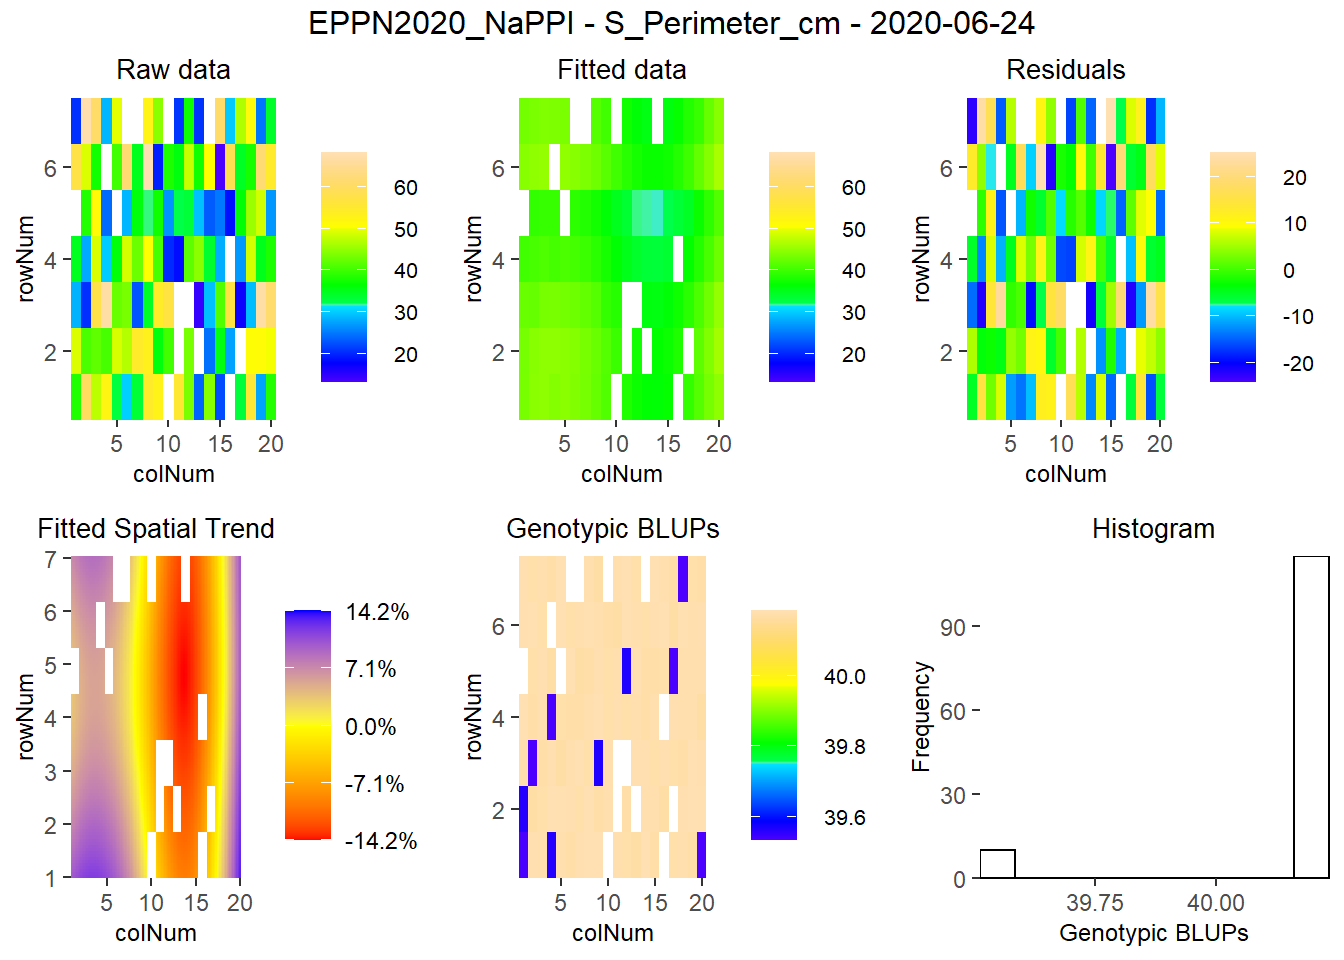 EPPN2020_NaPPI - S_Perimeter_cm - 2020-06-24
Raw data
Fitted data
Residuals
6
4
2
rowNum
5 10 15 20
colNum
60
50
40
30
20
6
4
2
rowNum
5 10 15 20
colNum
60
50
40
30
20
6
4
2
rowNum
5 10 15 20
colNum
20
10
0
-10
-20
Fitted Spatial Trend
Genotypic BLUPs
Histogram
7
6
5
4
3
2
1
rowNum
5 10 15 20
colNum
14.2%
7.1%
0.0%
-7.1%
-14.2%
6
4
2
rowNum
5 10 15 20
colNum
40.0
39.8
39.6
90
60
30
0
Frequency
39.75 40.00
Genotypic BLUPs